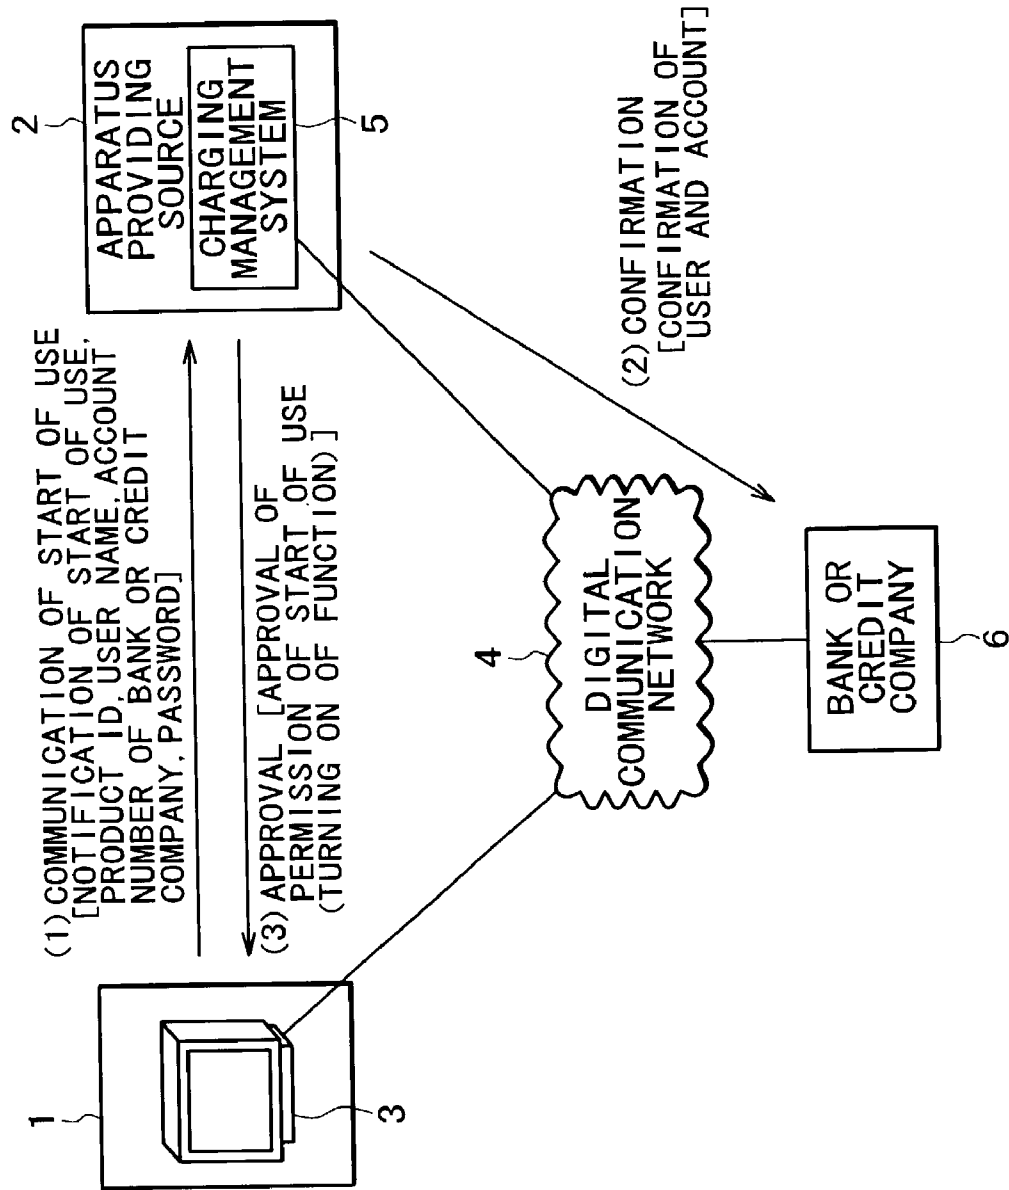 (1) COMMUNICATION OF START OF USE
[NOTIFICATION OF START OF USE,
PRODUCT ID, USER NAME, ACCOUNT
NUMBER OF BANK OR CREDIT
COMPANY, PASSWORD]
(3) APPROVAL [APPROVAL OF
PERMISSION OF START OF USE
(TURNING ON OF FUNCTION)]
1
3
2
APPARATUS
PROVIDING
SOURCE
CHARGING
MANAGEMENT
SYSTEM
5
4
DIGITAL
COMMUNICATION
NETWORK
(2) CONFIRMATION
[CONFIRMATION OF
USER AND ACCOUNT]
BANK OR
CREDIT
COMPANY
6